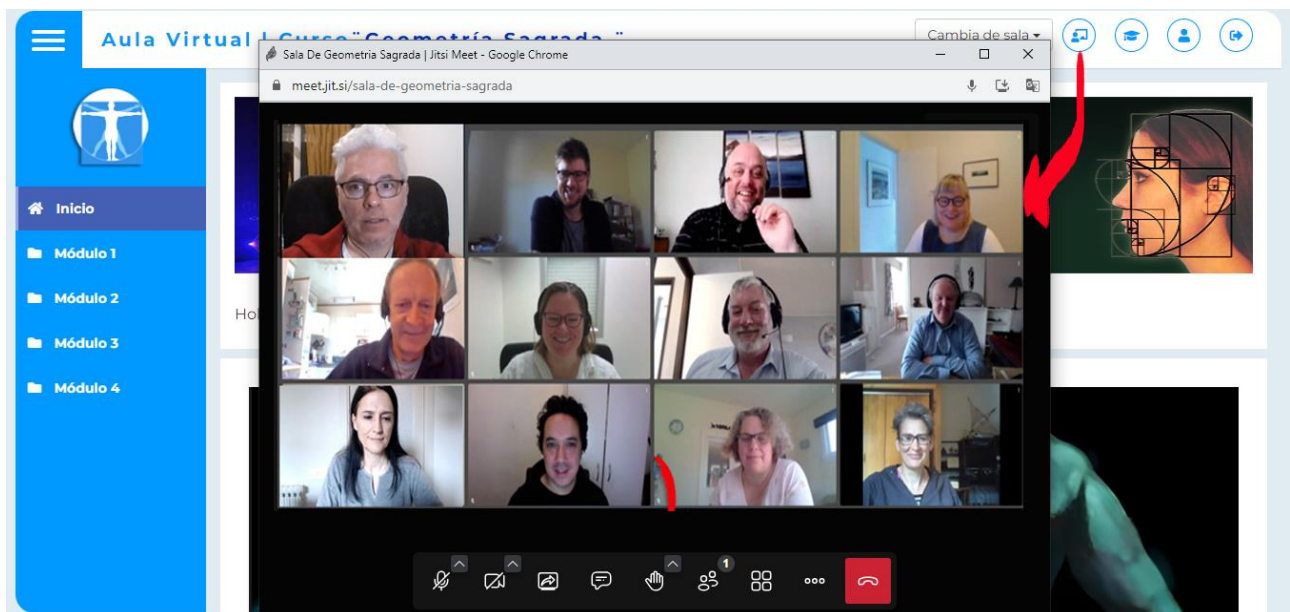 Aula Virtual | Curso¨Geometría Sagrada ¨
Cambia de sala
Sala De Geometria Sagrada | Jitsi Meet - Google Chrome
meet.jit.si/sala-de-geometria-sagrada
Inicio
Módulo 1
Módulo 2
Módulo 3
Módulo 4
Hol
1